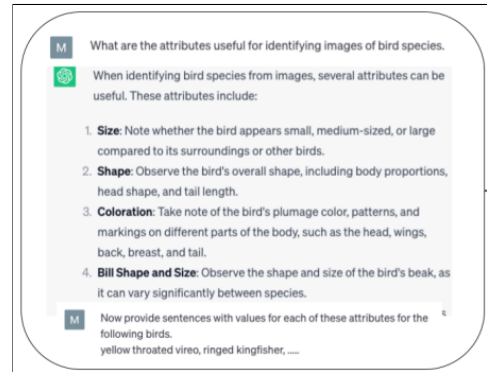 M What are the attributes useful for identifying images of bird species.
When identifying bird species from images, several attributes can be
useful. These attributes include:
1. Size: Note whether the bird appears small, medium-sized, or large
compared to its surroundings or other birds.
2. Shape: Observe the bird's overall shape, including body proportions,
head shape, and tail length.
3. Coloration: Take note of the bird's plumage color, patterns, and
markings on different parts of the body, such as the head, wings,
back, breast, and tail.
4. Bill Shape and Size: Observe the shape and size of the bird's beak, as
it can vary significantly between species.
M Now provide sentences with values for each of these attributes for the
following birds.
yellow throated vireo, ringed kingfisher, .....